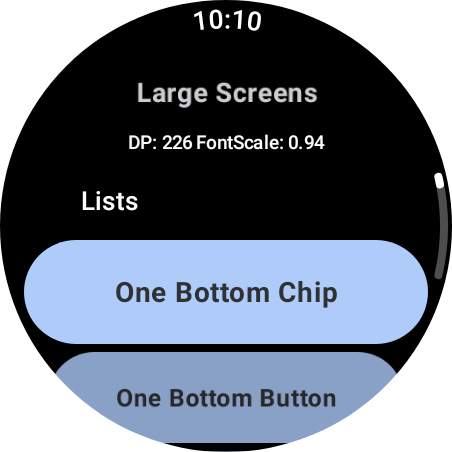 10:10
Large Screens
DP: 226 FontScale: 0.94
Lists
One Bottom Chip
One Bottom Button